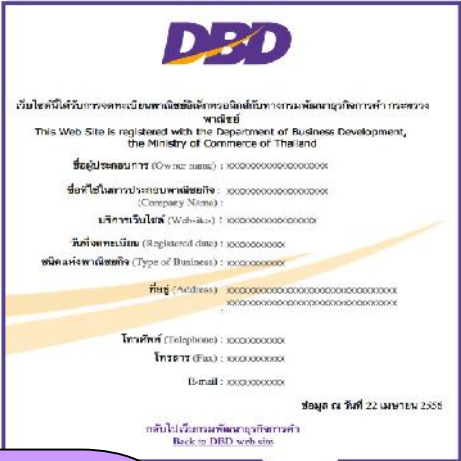 DBD
เว็บไซต์นี้ได้รับการจดทะเบียนพาณิชย์อิเล็กทรอนิกส์กับทางกรมพัฒนาธุรกิจการค้า กระทรวง
พาณิชย์
This Web Site is registered with the Department of Business Development,
the Ministry of Commerce of Thailand
ชื่อผู้ประกอบการ (Owner name) : xxxxxxxxxxxxxxxxxxxx
ชื่อที่ใช้ในการประกอบพาณิชยกิจ : xxxxxxxxxxxxxxxxxxxx
(Company Name) :
บริการเว็บไซต์ (Website) : xxxxxxxxxxxxxxxxxx
วันที่จดทะเบียน (Registered date) : xxxxxxxxxxx
ชนิดแห่งพาณิชยกิจ (Type of Business) : xxxxxxxxxxx
ที่อยู่ (Address) : xxxxxxxxxxxxxxxxxxxxxxxxxxxxxxxxxx
xxxxxxxxxxxxxxxxxxxxxxxxxxxxxxxxxx
:
โทรศัพท์ (Telephone) : xxxxxxxxxxx
โทรสาร (Fax) : xxxxxxxxxxx
E-mail : xxxxxxxxxxx
ข้อมูล ณ วันที่ 22 เมษายน 2556
กลับไปเว็บกรมพัฒนาธุรกิจการค้า
Back to DBD web site